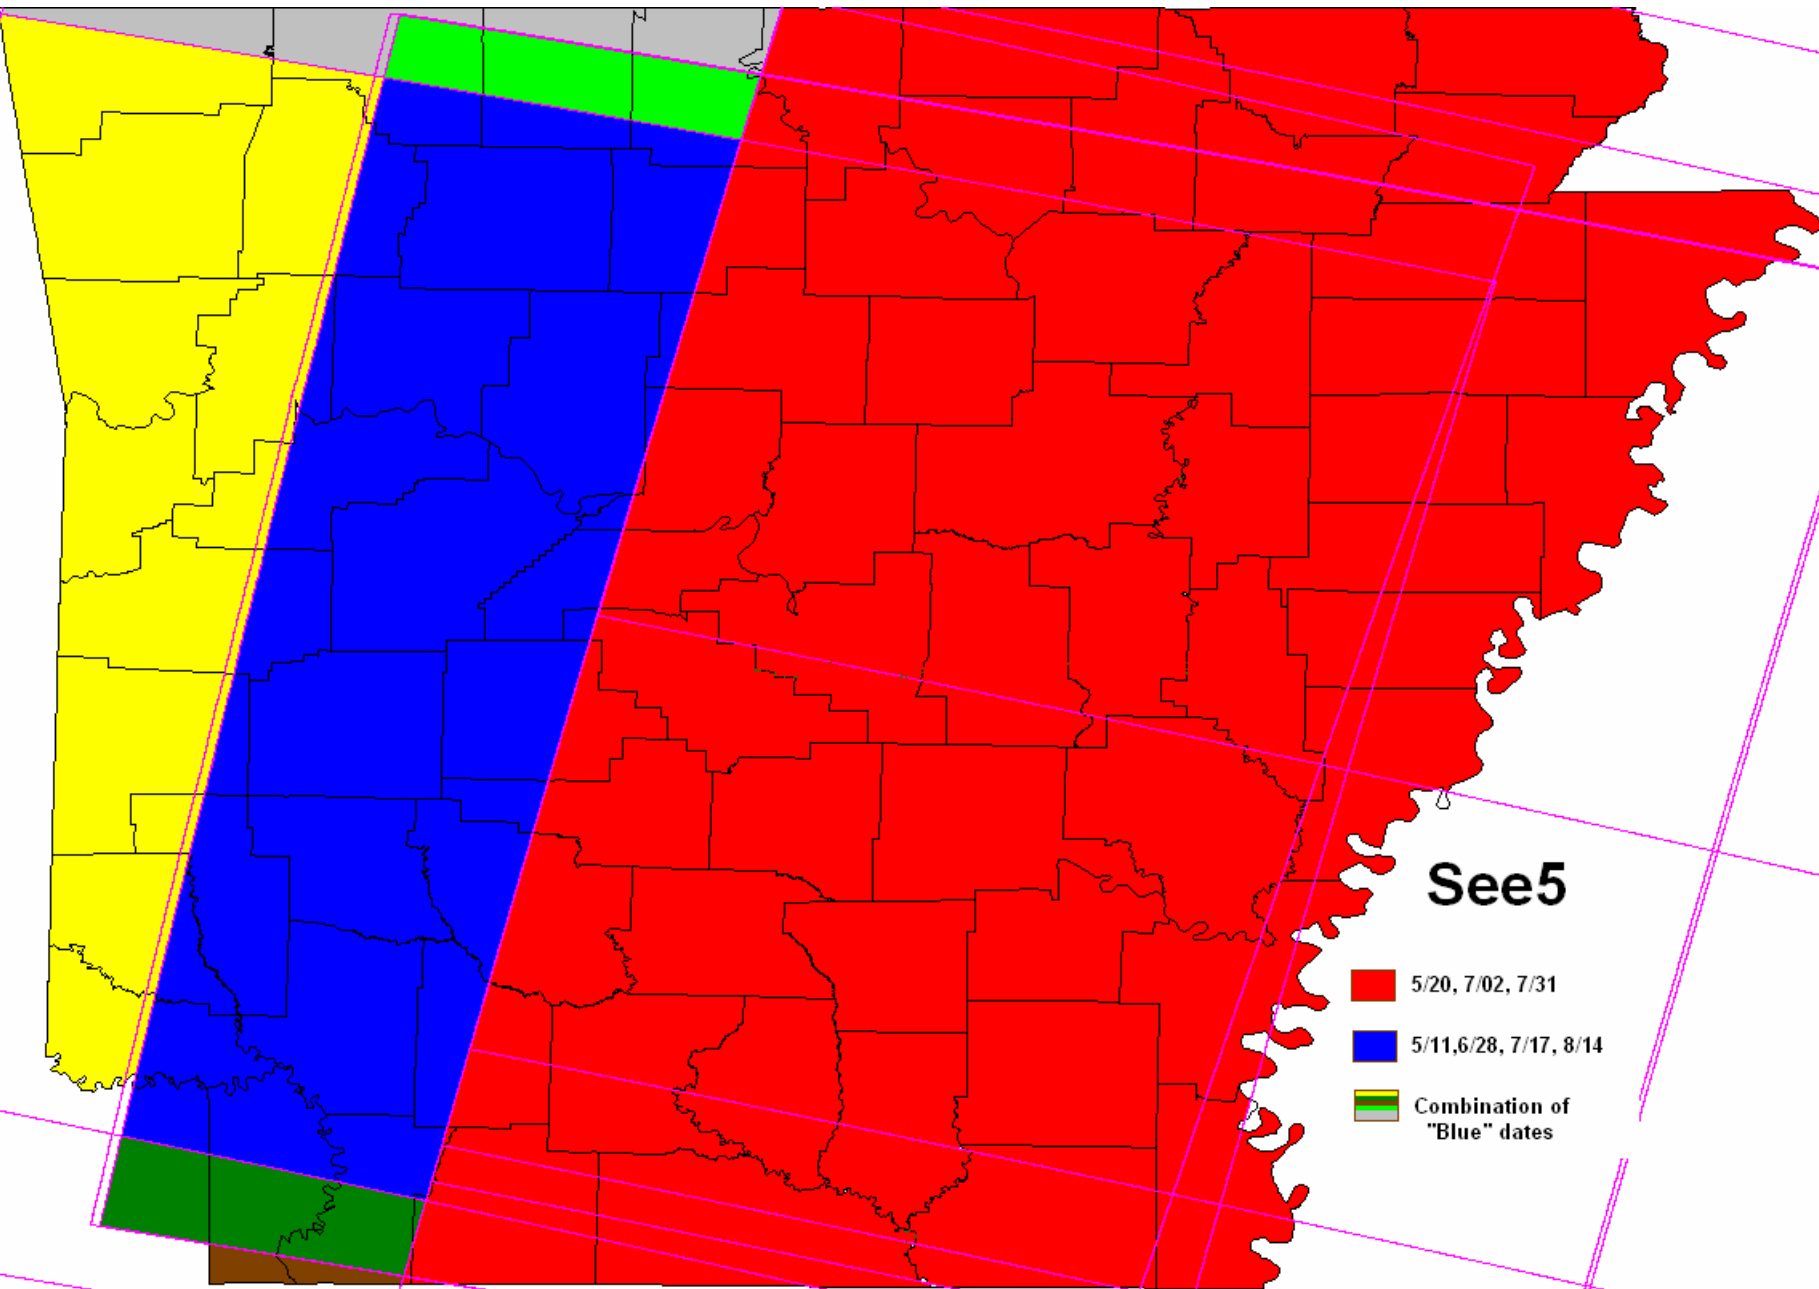 See5
5/20, 7/02, 7/31
5/11,6/28, 7/17, 8/14
Combination of
"Blue" dates